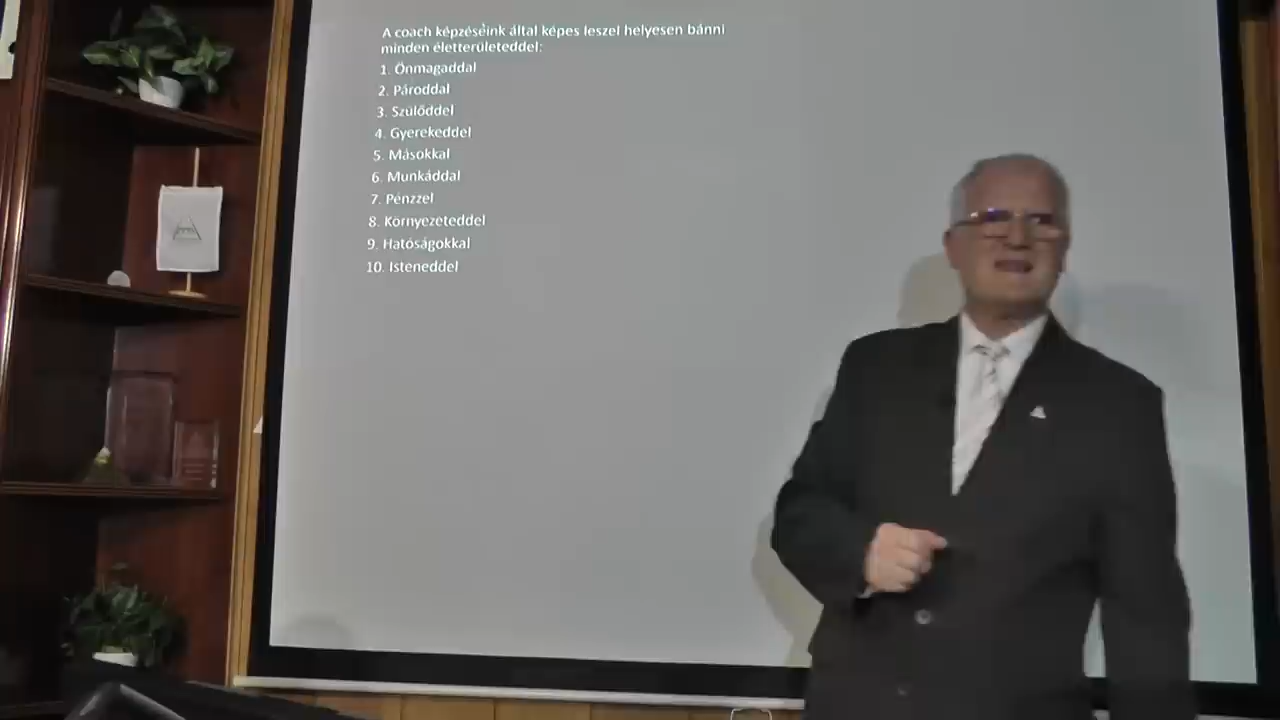 A coach képzéseink által képes leszel helyesen bánni
minden életterületeddel:
1. Önmagaddal
2. Pároddal
3. Szülőddel
4. Gyerekeddel
5. Másokkal
6. Munkáddal
7. Pénzzel
8. Környezeteddel
9. Hatóságokkal
10. Isteneddel